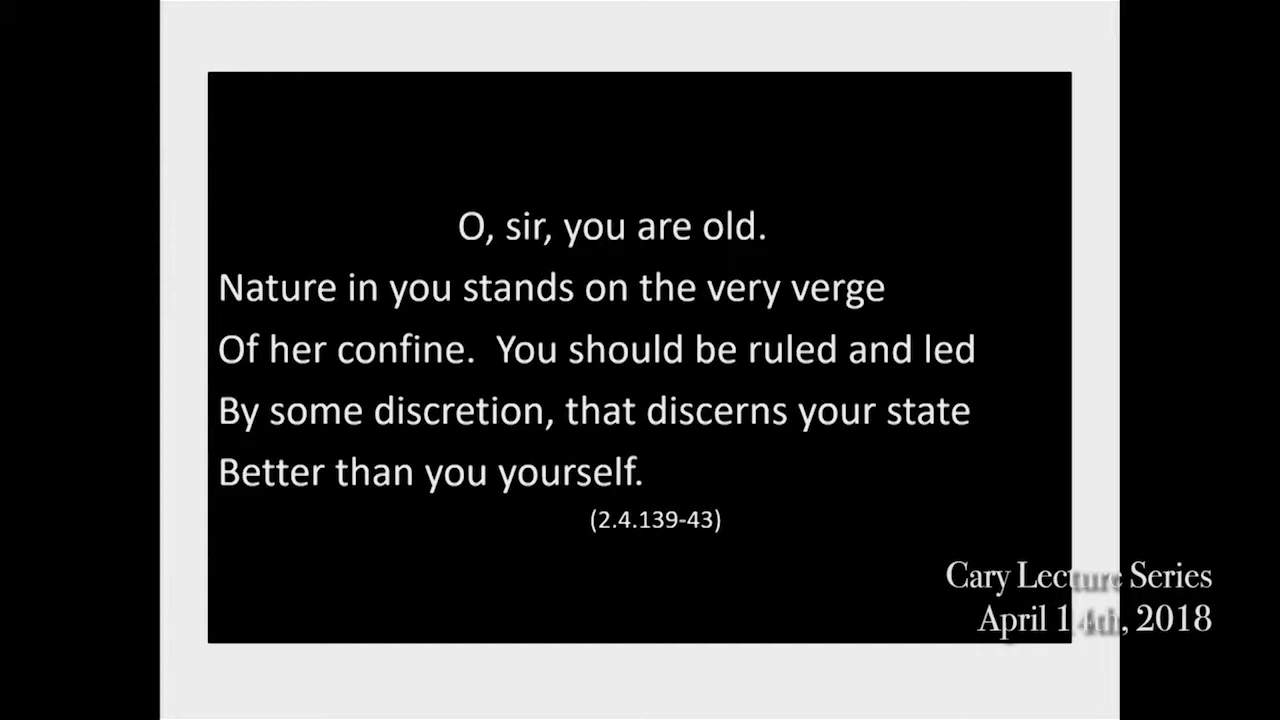 O, sir, you are old.
Nature in you stands on the very verge
Of her confine.  You should be ruled and led
By some discretion, that discerns your state
Better than you yourself.
(2.4.139-43)
Cary Lecture Series
April 14th, 2018